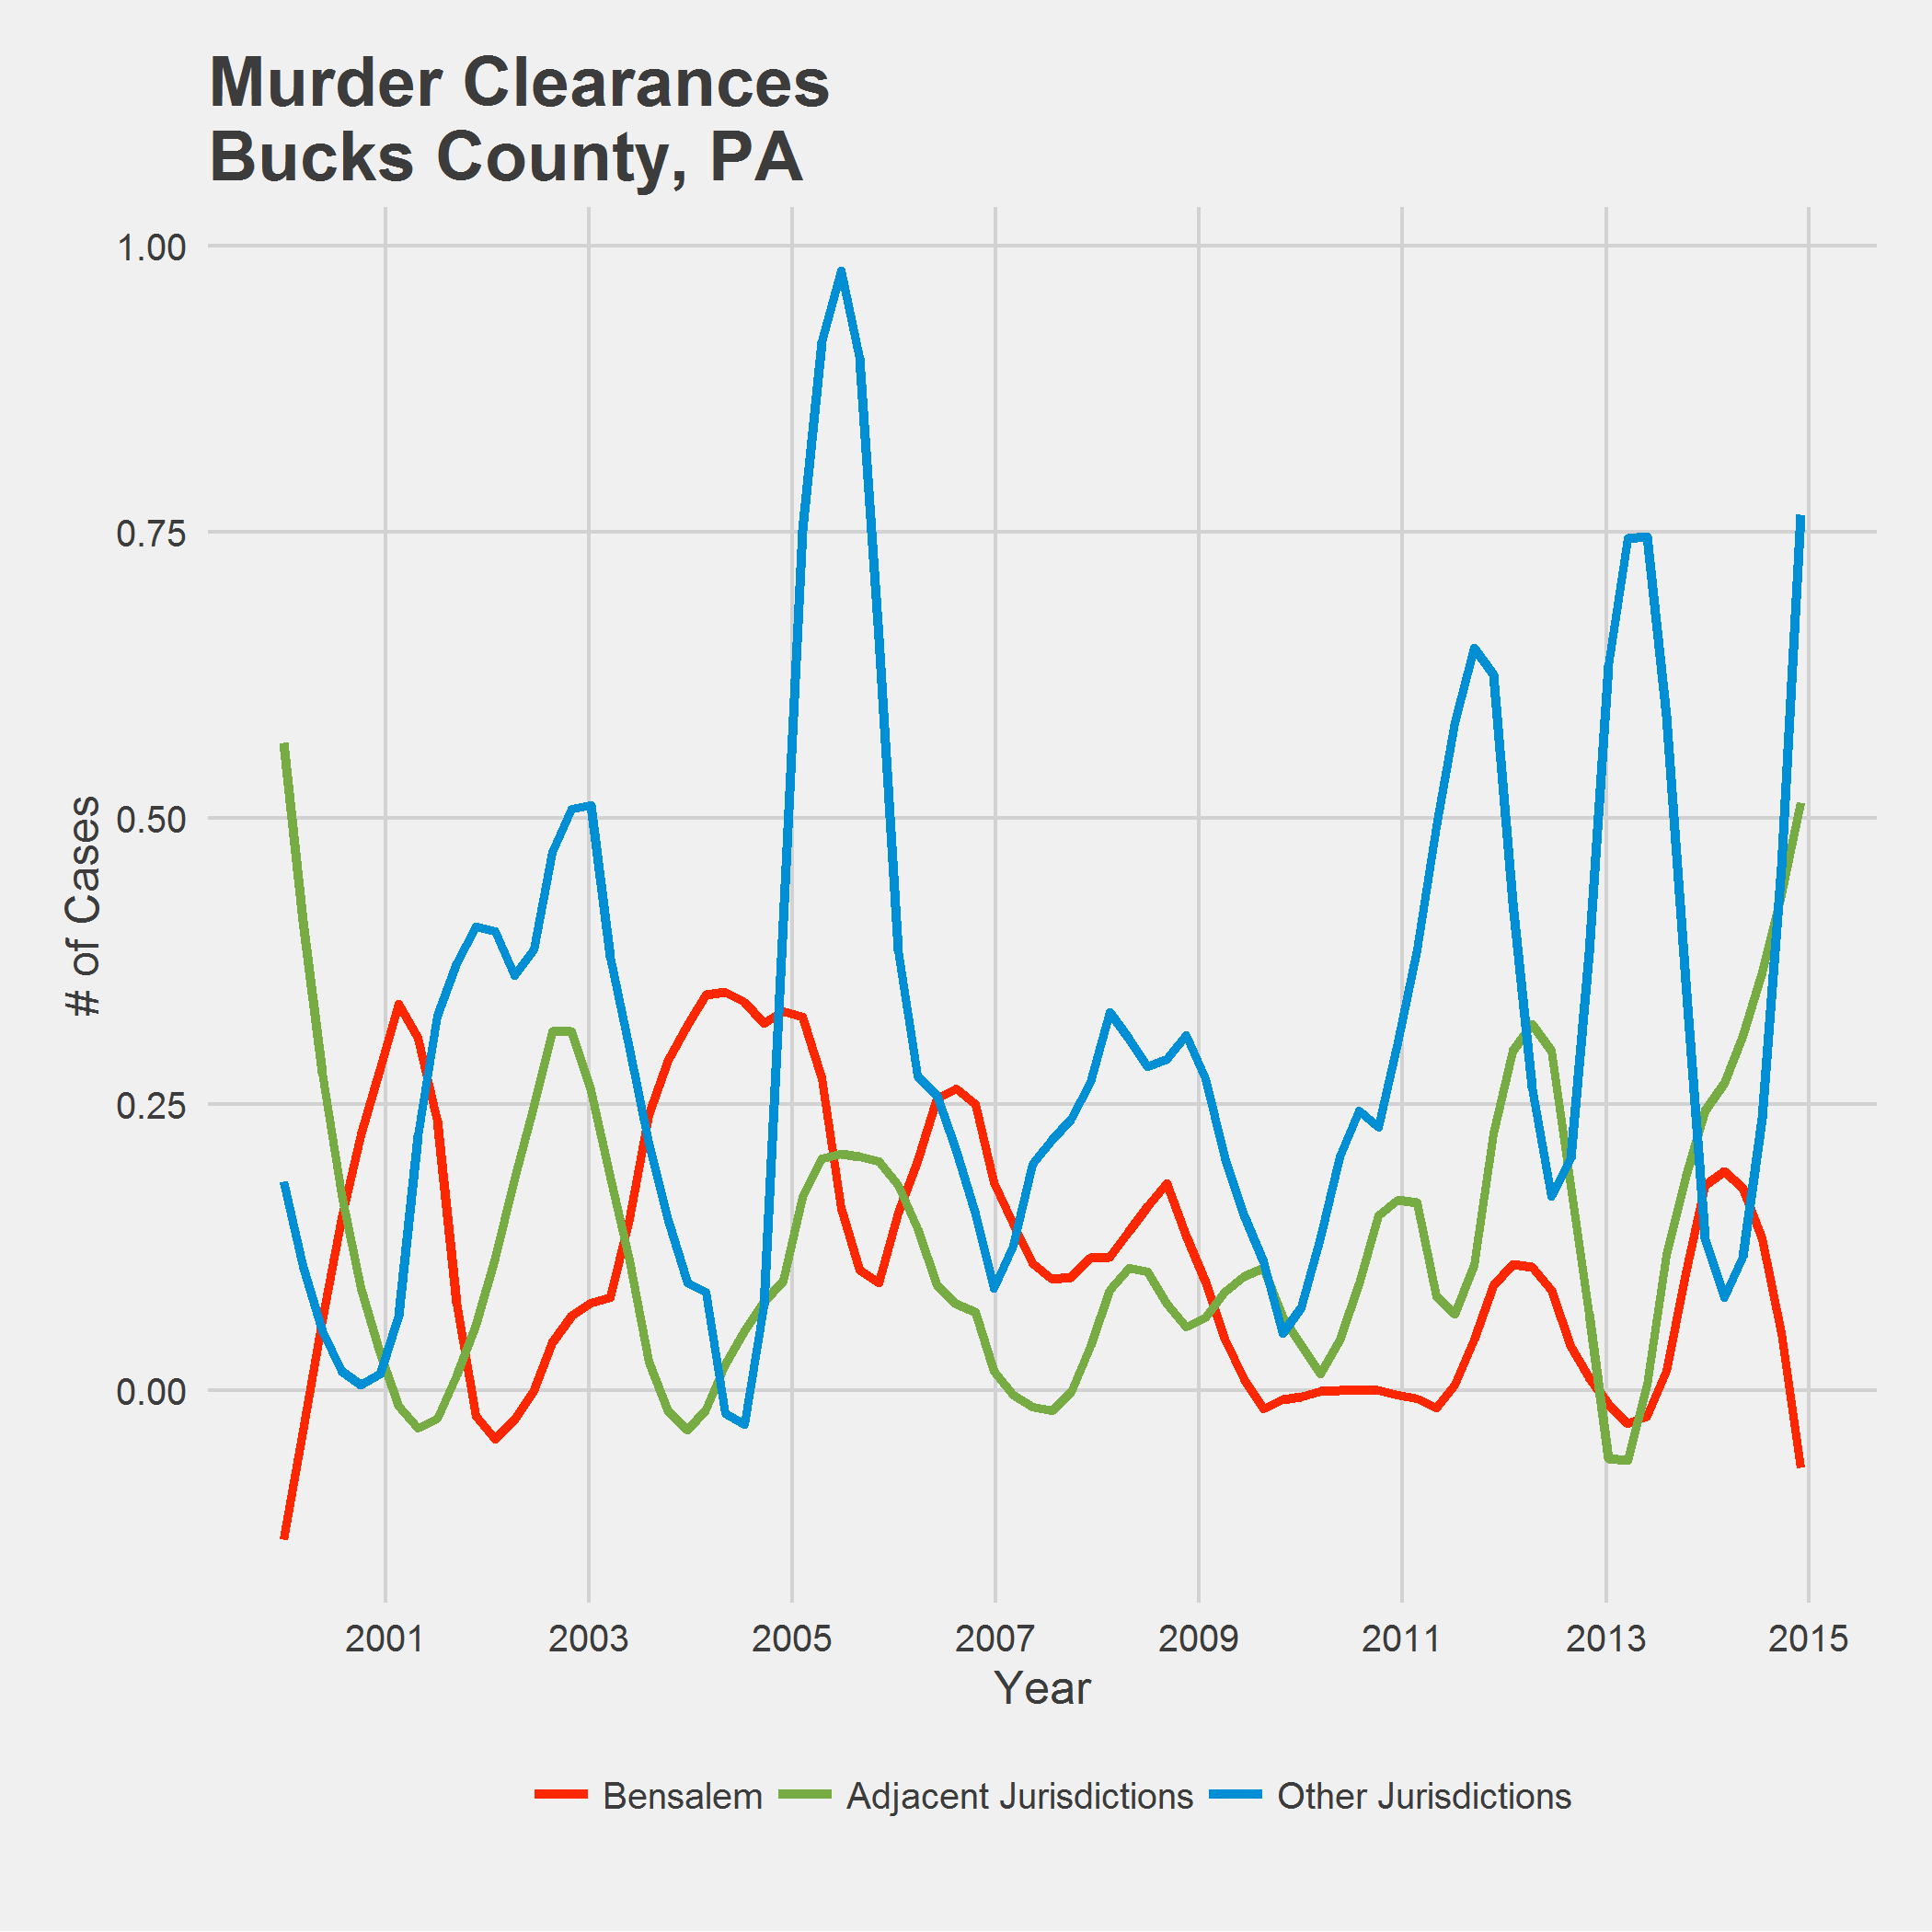 Murder Clearances
Bucks County, PA
1.00
0.75
0.50
0.25
0.00
# of Cases
2001 2003 2005 2007 2009 2011 2013 2015
Year
Bensalem Adjacent Jurisdictions Other Jurisdictions